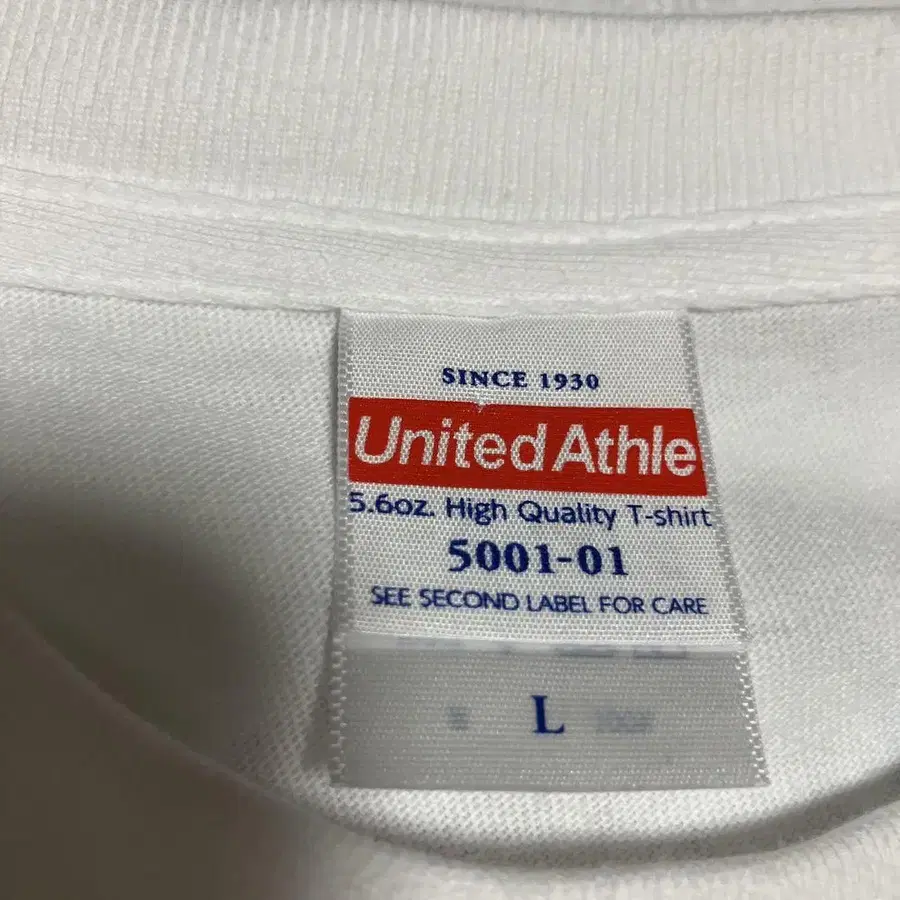 SINCE 1930
United Athle
5.6oz. High Quality T-shirt
5001-01
SEE SECOND LABEL FOR CARE
L